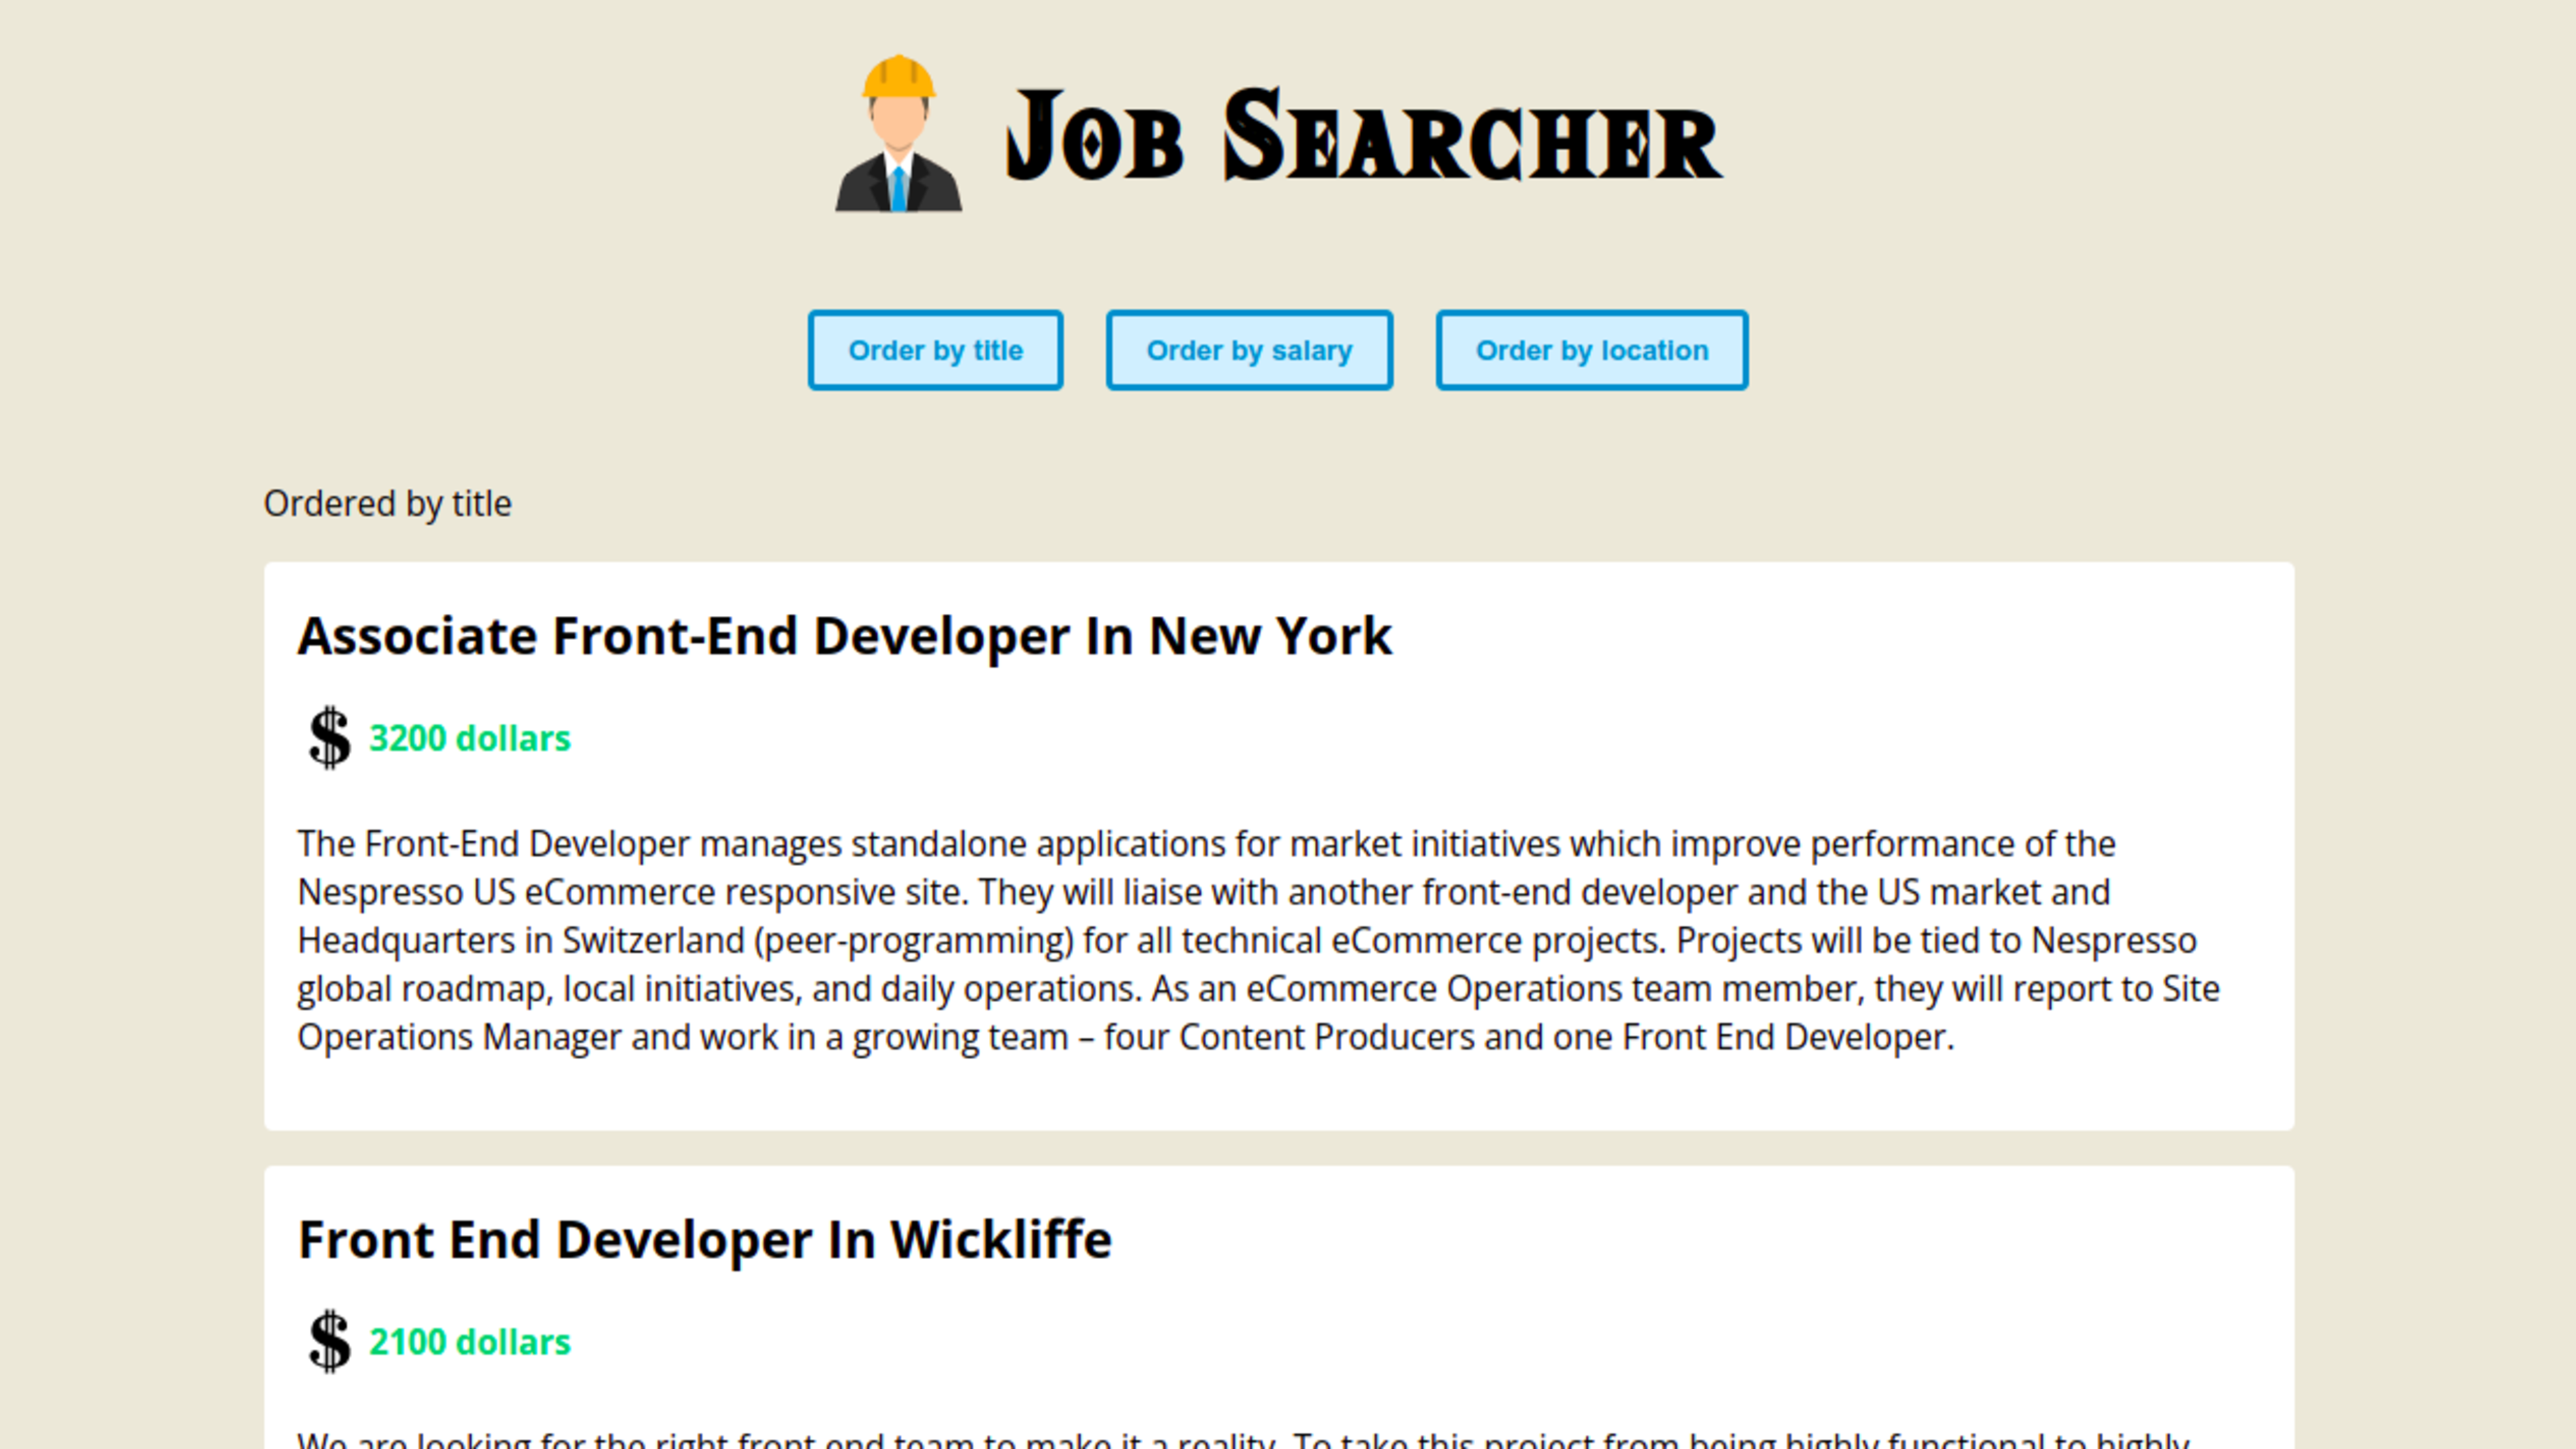 Job Searcher
Order by title
Order by salary
Order by location
Ordered by title
Associate Front-End Developer In New York
$ 3200 dollars
The Front-End Developer manages standalone applications for market initiatives which improve performance of the
Nespresso US eCommerce responsive site. They will liaise with another front-end developer and the US market and
Headquarters in Switzerland (peer-programming) for all technical eCommerce projects. Projects will be tied to Nespresso
global roadmap, local initiatives, and daily operations. As an eCommerce Operations team member, they will report to Site
Operations Manager and work in a growing team – four Content Producers and one Front End Developer.
Front End Developer In Wickliffe
$ 2100 dollars
We are looking for the right front end team to make it a reality. To take this project from being highly functional to highly